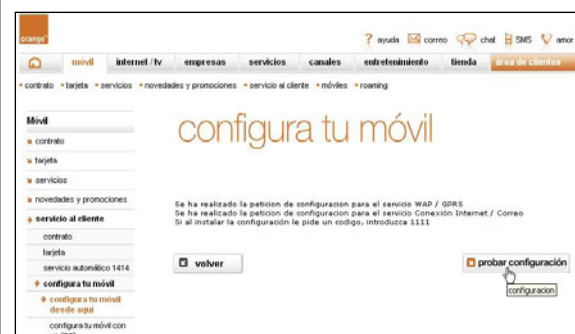 orange
ayuda correo chat SMS amor
móvil internet / tv empresas servicios canales entretenimiento tienda área de clientes
contrato tarjeta servicios novedades y promociones servicio al cliente móviles roaming
Móvil
contrato
tarjeta
servicios
novedades y promociones
servicio al cliente
contrato
tarjeta
servicio automático 1414
configura tu móvil
configura tu móvil
desde aqui
configura tu móvil con
configura tu móvil
Se ha realizado la peticion de configuracion para el servicio WAP / GPRS
Se ha realizado la peticion de configuracion para el servicio Conexión Internet / Correo
Si al instalar la configuración le pide un codigo, introduzca 1111
volver
probar configuración
configuracion